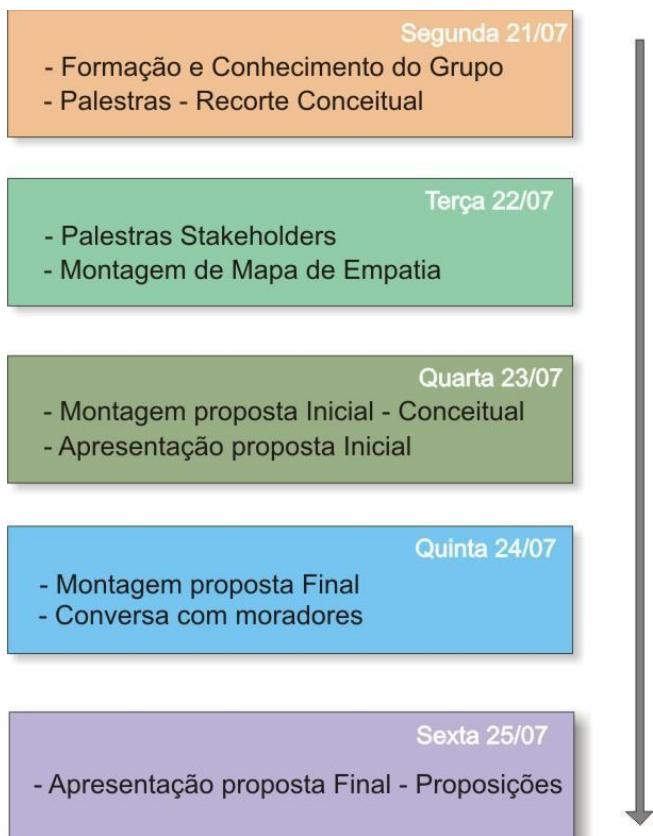 Segunda 21/07
- Formação e Conhecimento do Grupo
- Palestras - Recorte Conceitual
Terça 22/07
- Palestras Stakeholders
- Montagem de Mapa de Empatia
Quarta 23/07
- Montagem proposta Inicial - Conceitual
- Apresentação proposta Inicial
Quinta 24/07
- Montagem proposta Final
- Conversa com moradores
Sexta 25/07
- Apresentação proposta Final - Proposições